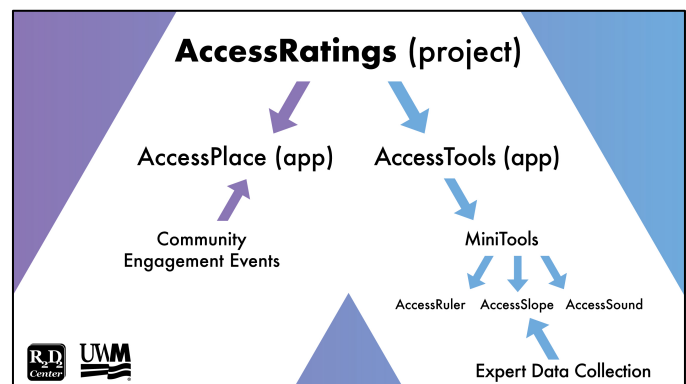 AccessRatings (project)
AccessPlace (app)
AccessTools (app)
Community
Engagement Events
MiniTools
AccessRuler
AccessSlope
AccessSound
Expert Data Collection
R₂D₂
Center
UWM